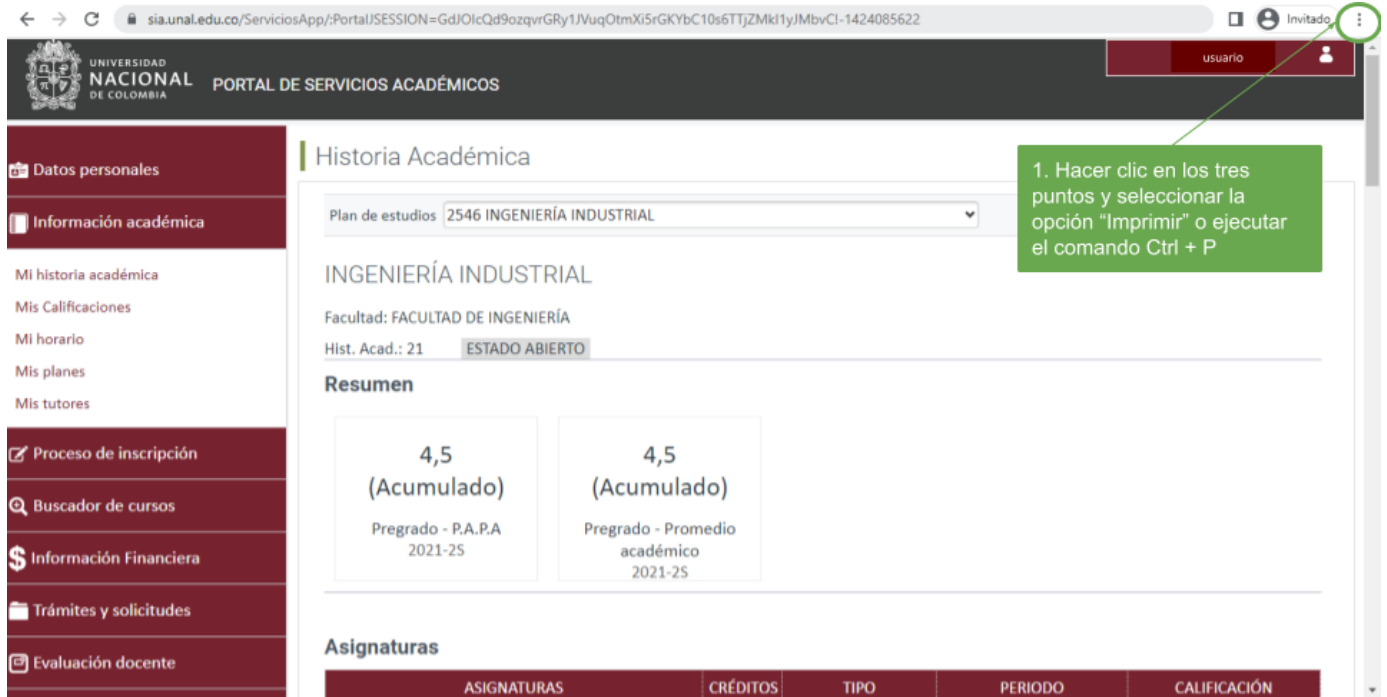 sia.unal.edu.co/ServiciosApp/:PortalJSESSION=GdJOIcQd9ozqvrGRy1JVuqOtmXi5rGKYbC10s6TTjZMkI1yJMbvC!-1424085622
Invitado
UNIVERSIDAD
NACIONAL
DE COLOMBIA
PORTAL DE SERVICIOS ACADÉMICOS
usuario
Datos personales
Información académica
Mi historia académica
Mis Calificaciones
Mi horario
Mis planes
Mis tutores
Proceso de inscripción
Buscador de cursos
Información Financiera
Trámites y solicitudes
Evaluación docente
Historia Académica
Plan de estudios 2546 INGENIERÍA INDUSTRIAL
1. Hacer clic en los tres
puntos y seleccionar la
opción “Imprimir” o ejecutar
el comando Ctrl + P
INGENIERÍA INDUSTRIAL
Facultad: FACULTAD DE INGENIERÍA
Hist. Acad.: 21 ESTADO ABIERTO
Resumen
4,5
(Acumulado)
Pregrado - P.A.P.A
2021-2S
4,5
(Acumulado)
Pregrado - Promedio
académico
2021-2S
Asignaturas
ASIGNATURAS CRÉDITOS TIPO PERIODO CALIFICACIÓN